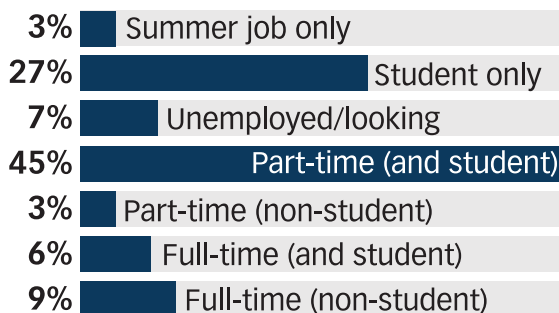 3% Summer job only
27% Student only
7% Unemployed/looking
45% Part-time (and student)
3% Part-time (non-student)
6% Full-time (and student)
9% Full-time (non-student)